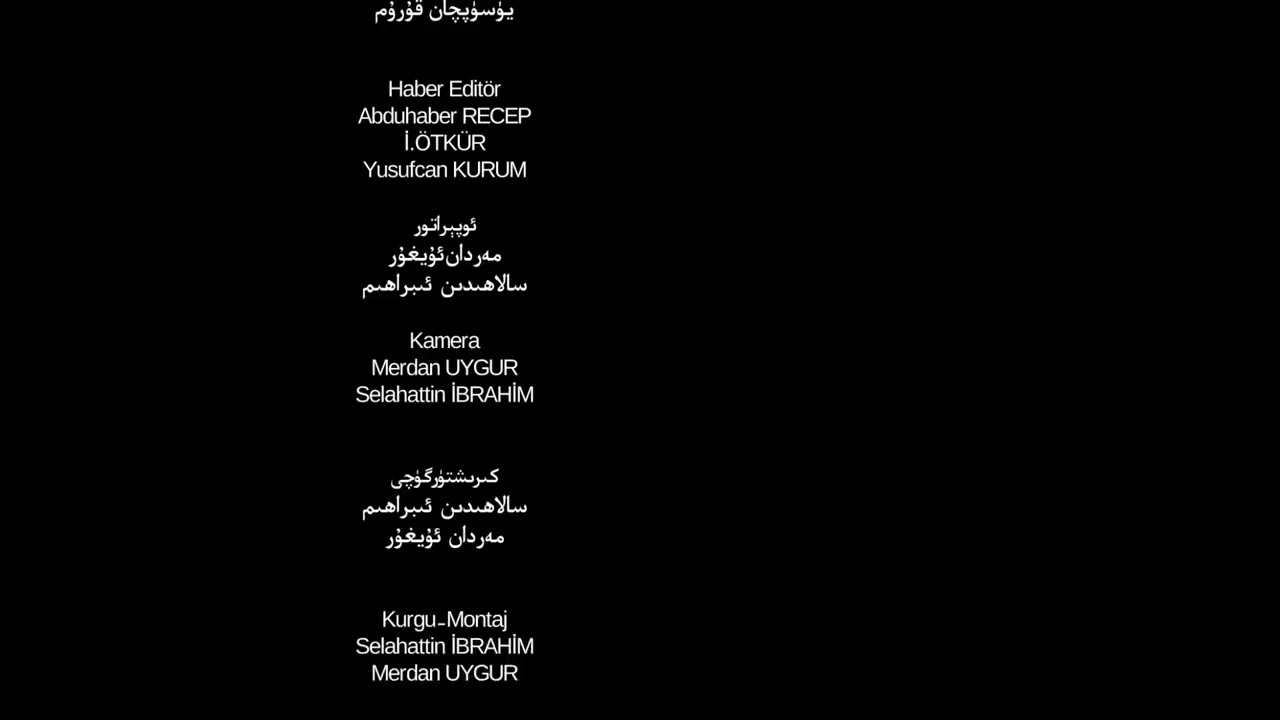 يۈسۈپچان قۇرۇم
Haber Editör
Abduhaber RECEP
İ.ÖTKÜR
Yusufcan KURUM
ئوپېراتور
مەردان ئۇيغۇر
سالاھىدىن ئىبراھىم
Kamera
Merdan UYGUR
Selahattin İBRAHİM
كىرىشتۈرگۈچى
سالاھىدىن ئىبراھىم
مەردان ئۇيغۇر
Kurgu-Montaj
Selahattin İBRAHİM
Merdan UYGUR